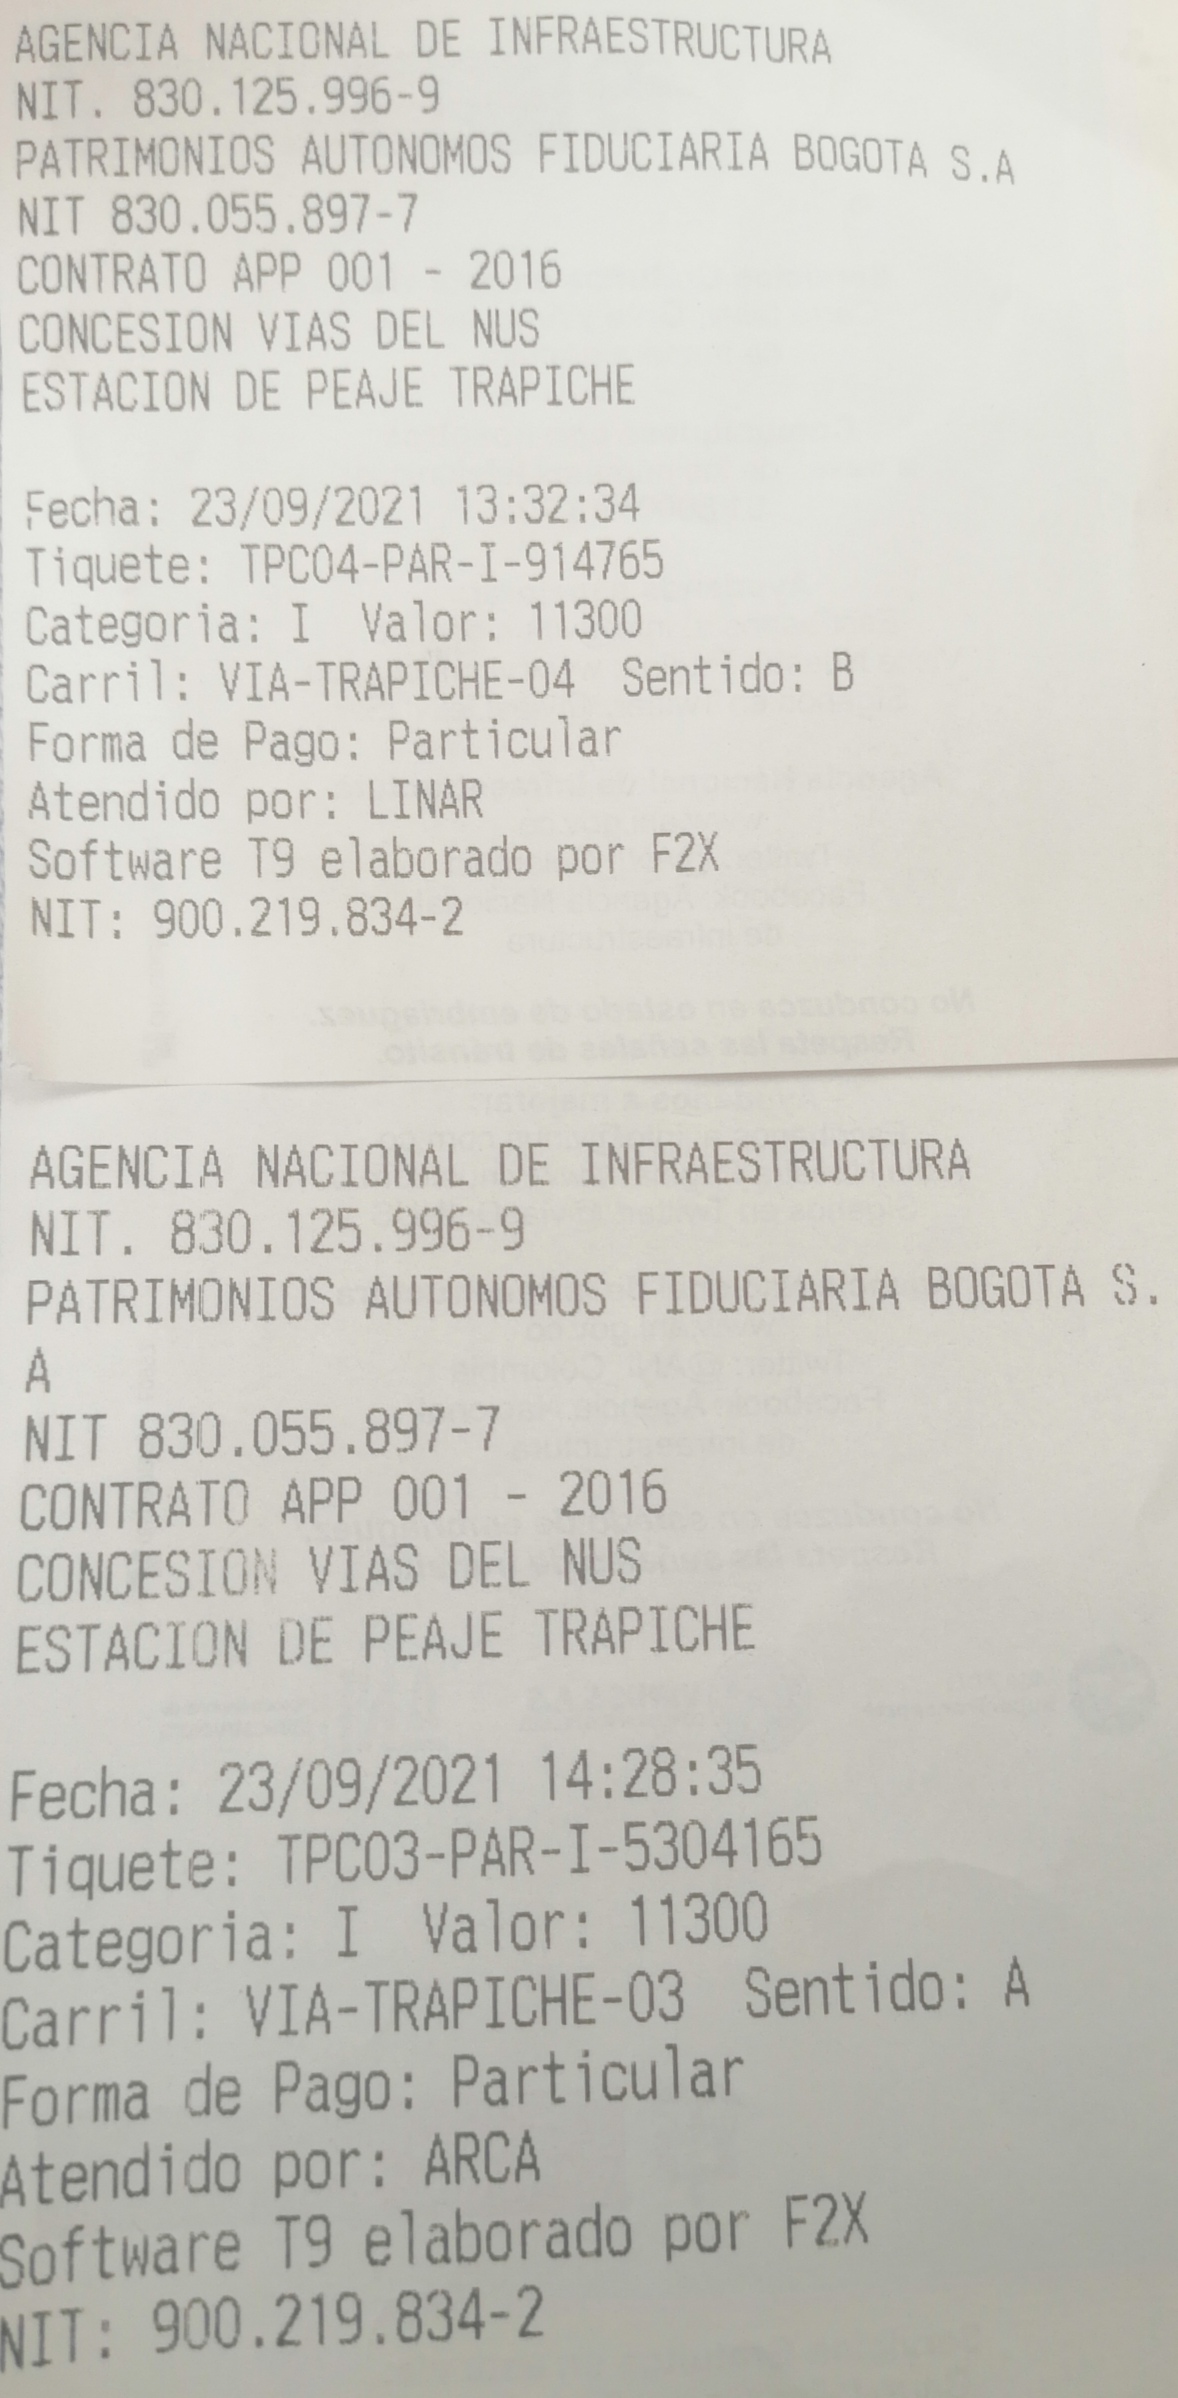 AGENCIA NACIONAL DE INFRAESTRUCTURA
NIT. 830.125.996-9
PATRIMONIOS AUTONOMOS FIDUCIARIA BOGOTA S.A
NIT 830.055.897-7
CONTRATO APP 001 - 2016
CONCESION VIAS DEL NUS
ESTACION DE PEAJE TRAPICHE
Fecha: 23/09/2021 13:32:34
Tiquete: TPC04-PAR-I-914765
Categoria: I Valor: 11300
Carril: VIA-TRAPICHE-04 Sentido: B
Forma de Pago: Particular
Atendido por: LINAR
Software T9 elaborado por F2X
NIT: 900.219.834-2
AGENCIA NACIONAL DE INFRAESTRUCTURA
NIT. 830.125.996-9
PATRIMONIOS AUTONOMOS FIDUCIARIA BOGOTA S.
A
NIT 830.055.897-7
CONTRATO APP 001 - 2016
CONCESION VIAS DEL NUS
ESTACION DE PEAJE TRAPICHE
Fecha: 23/09/2021 14:28:35
Tiquete: TPC03-PAR-I-5304165
Categoria: I Valor: 11300
Carril: VIA-TRAPICHE-03 Sentido: A
Forma de Pago: Particular
Atendido por: ARCA
Software T9 elaborado por F2X
NIT: 900.219.834-2